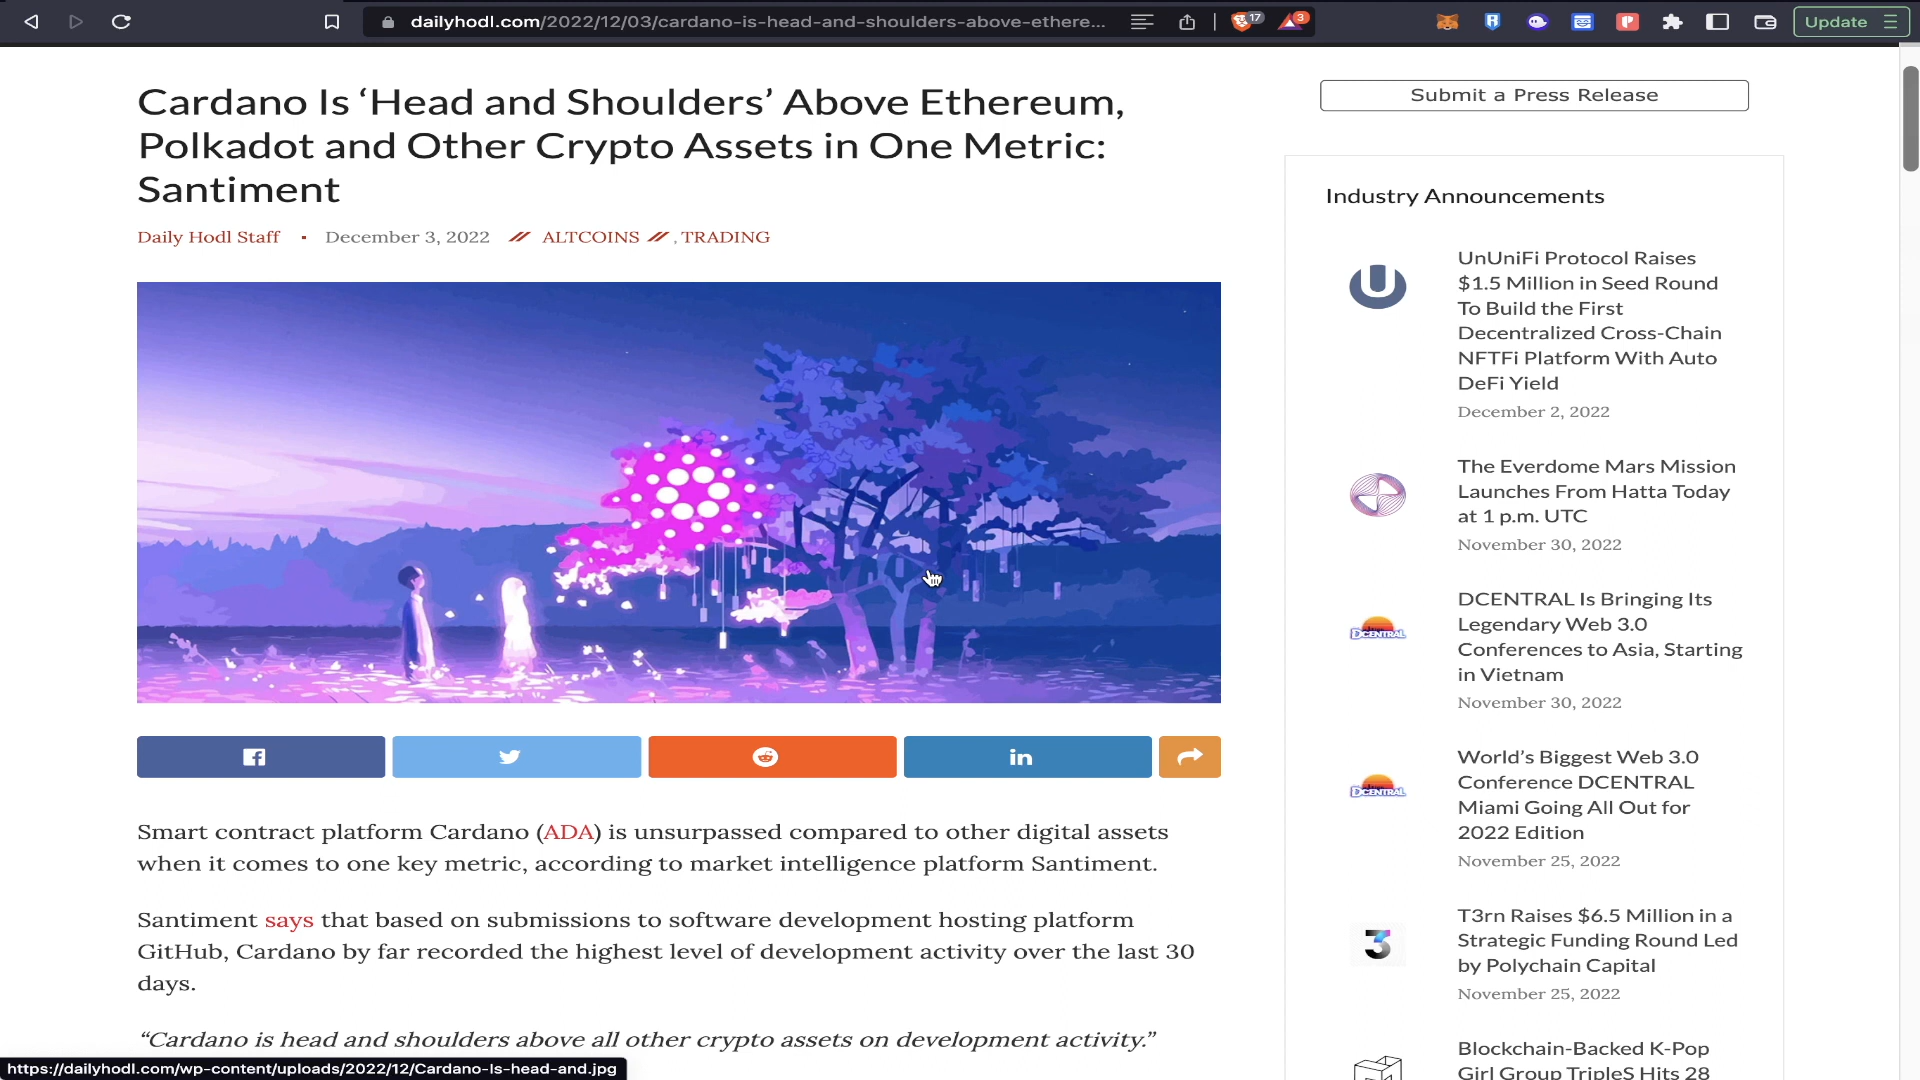 dailyhodl.com/2022/12/03/cardano-is-head-and-shoulders-above-ethere...
17
3
Update
Cardano Is ‘Head and Shoulders’ Above Ethereum,
Polkadot and Other Crypto Assets in One Metric:
Santiment
Daily Hodl Staff • December 3, 2022 ALTCOINS , TRADING
Smart contract platform Cardano (ADA) is unsurpassed compared to other digital assets
when it comes to one key metric, according to market intelligence platform Santiment.
Santiment says that based on submissions to software development hosting platform
GitHub, Cardano by far recorded the highest level of development activity over the last 30
days.
“Cardano is head and shoulders above all other crypto assets on development activity.”
https://dailyhodl.com/wp-content/uploads/2022/12/Cardano-Is-head-and.jpg
Submit a Press Release
Industry Announcements
UnUniFi Protocol Raises
$1.5 Million in Seed Round
To Build the First
Decentralized Cross-Chain
NFTFi Platform With Auto
DeFi Yield
December 2, 2022
The Everdome Mars Mission
Launches From Hatta Today
at 1 p.m. UTC
November 30, 2022
DCENTRAL
DCENTRAL Is Bringing Its
Legendary Web 3.0
Conferences to Asia, Starting
in Vietnam
November 30, 2022
DCENTRAL
World’s Biggest Web 3.0
Conference DCENTRAL
Miami Going All Out for
2022 Edition
November 25, 2022
T3rn Raises $6.5 Million in a
Strategic Funding Round Led
by Polychain Capital
November 25, 2022
Blockchain-Backed K-Pop
Girl Group TripleS Hits 28